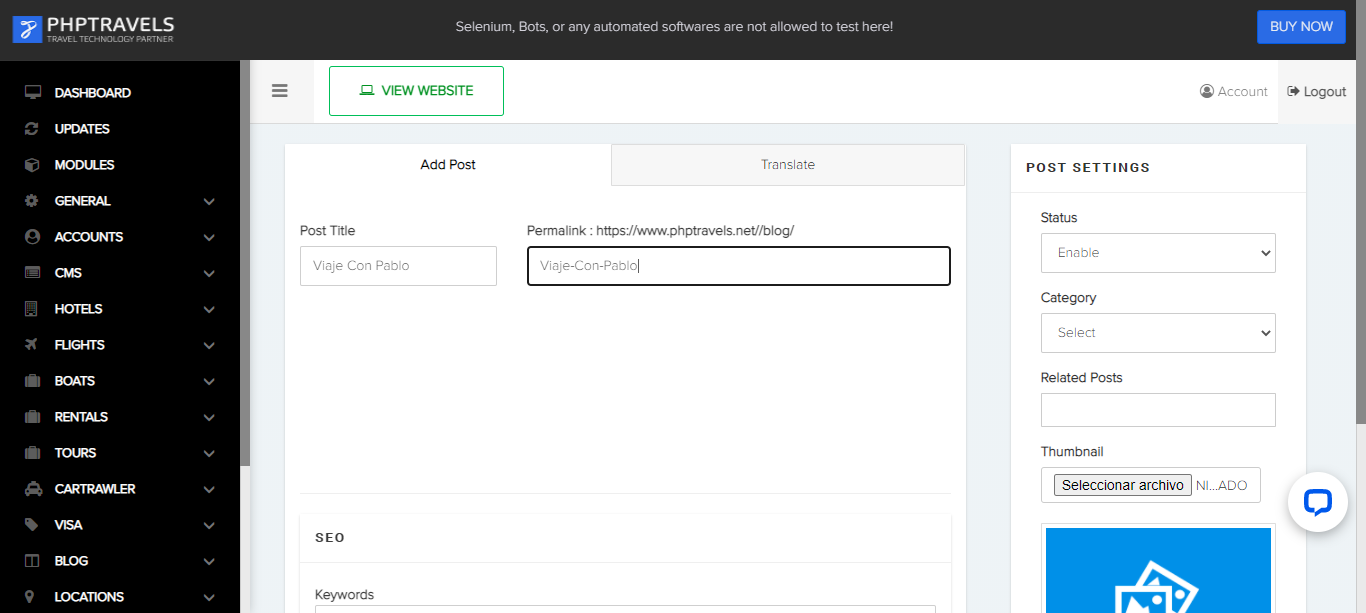 PHPTRAVELS
TRAVEL TECHNOLOGY PARTNER
Selenium, Bots, or any automated softwares are not allowed to test here!
BUY NOW
DASHBOARD
UPDATES
MODULES
GENERAL
ACCOUNTS
CMS
HOTELS
FLIGHTS
BOATS
RENTALS
TOURS
CARTRAWLER
VISA
BLOG
LOCATIONS
VIEW WEBSITE
Account
Logout
Add Post
Translate
Post Title
Viaje Con Pablo
Permalink : https://www.phptravels.net//blog/
Viaje-Con-Pablo
SEO
Keywords
POST SETTINGS
Status
Enable
Category
Select
Related Posts
Thumbnail
Seleccionar archivo NI...ADO